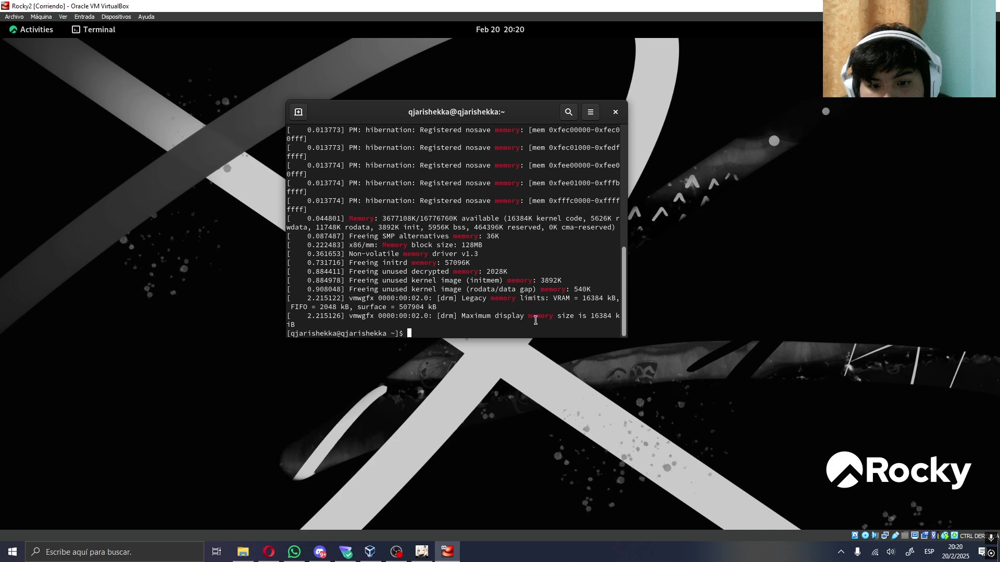 Rocky2 [Corriendo] - Oracle VM VirtualBox
Archivo Máquina Ver Entrada Dispositivos Ayuda
Activities Terminal Feb 20 20:20
qjarishekka@qjarishekka:~
[    0.013773] PM: hibernation: Registered nosave memory: [mem 0xfec00000-0xfec0
0fff]
[    0.013773] PM: hibernation: Registered nosave memory: [mem 0xfec01000-0xfedf
ffff]
[    0.013774] PM: hibernation: Registered nosave memory: [mem 0xfee00000-0xfee0
0fff]
[    0.013774] PM: hibernation: Registered nosave memory: [mem 0xfee01000-0xfffb
ffff]
[    0.013774] PM: hibernation: Registered nosave memory: [mem 0xfffc0000-0xffff
ffff]
[    0.044801] Memory: 3677108K/16776760K available (16384K kernel code, 5626K r
wdata, 11748K rodata, 3892K init, 5956K bss, 464396K reserved, 0K cma-reserved)
[    0.087487] Freeing SMP alternatives memory: 36K
[    0.222483] x86/mm: Memory block size: 128MB
[    0.361653] Non-volatile memory driver v1.3
[    0.731716] Freeing initrd memory: 57096K
[    0.884411] Freeing unused decrypted memory: 2028K
[    0.884978] Freeing unused kernel image (initmem) memory: 3892K
[    0.908048] Freeing unused kernel image (rodata/data gap) memory: 540K
[    2.215122] vmwgfx 0000:00:02.0: [drm] Legacy memory limits: VRAM = 16384 kB,
 FIFO = 2048 kB, surface = 507904 kB
[    2.215126] vmwgfx 0000:00:02.0: [drm] Maximum display memory size is 16384 k
iB
[qjarishekka@qjarishekka ~]$
Rocky
CTRL DERECHA
Escribe aquí para buscar.
9+
64
ESP
20:20
20/2/2025